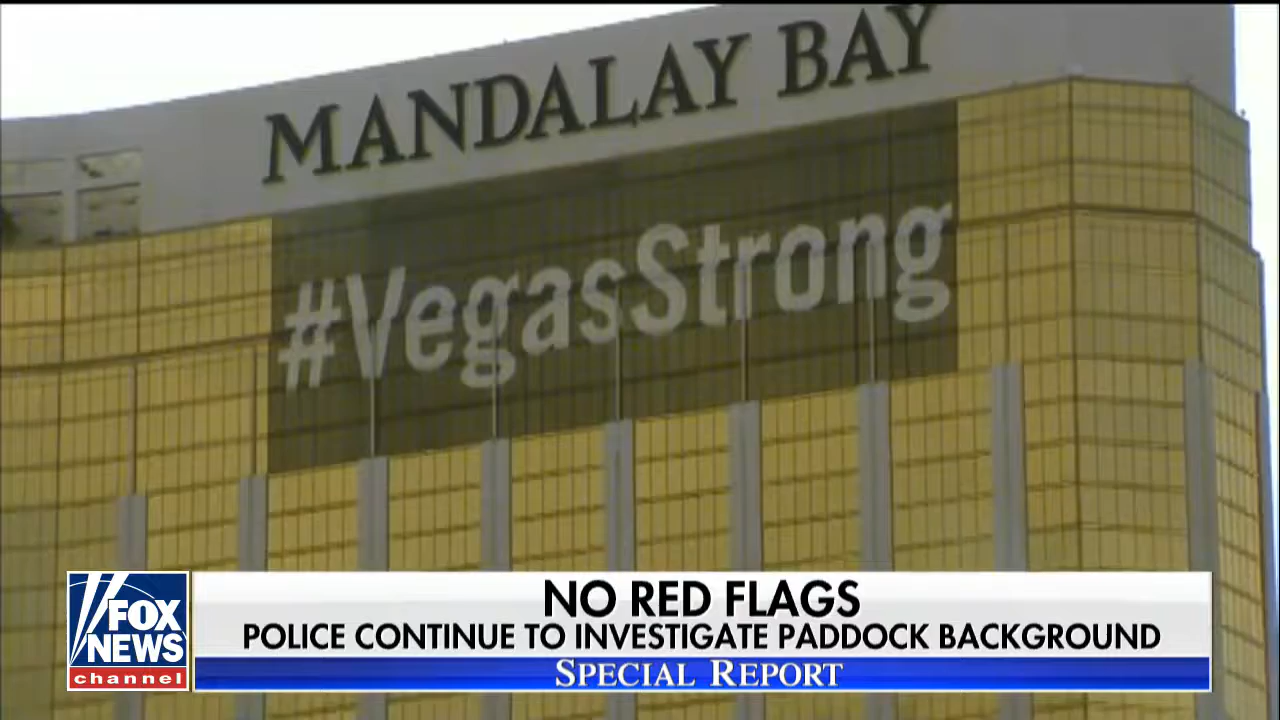 MANDALAY BAY
#VegasStrong
NO RED FLAGS
POLICE CONTINUE TO INVESTIGATE PADDOCK BACKGROUND
SPECIAL REPORT
FOX
NEWS
channel